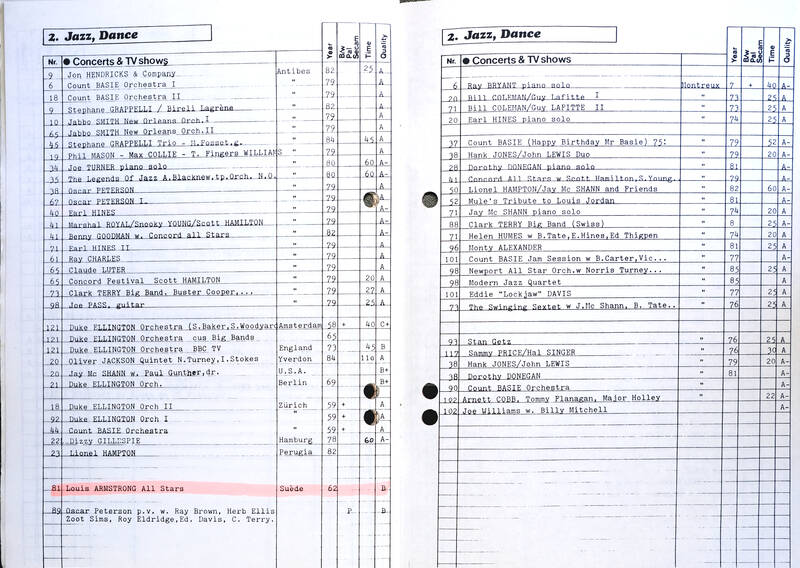 2. Jazz, Dance
Nr. ● Concerts & TV shows Year B/w Pal Secam Time Quality
9 Jon HENDRICKS & Company Antibes 82 25 A
6 Count BASIE Orchestra I " 79 A
18 Count BASIE Orchestra II " 79 A
9 Stephane GRAPPELLI / Bireli Lagrène " 82 A
10 Jabbo SMITH New Orleans Orch.I " 79 A
65 Jabbo SMITH New Orleans Orch.II " 79 A
45 Stephane GRAPPELLI Trio - M.Fosset.g. " 84 45 A
19 Phil MASON - Max COLLIE - T. Fingers WILLIAMS " 79 A-
34 Joe TURNER piano solo " 80 60 A-
35 The Legends Of Jazz A.Blacknew.tp.Orch. N.O. " 80 60 A
38 Oscar PETERSON " 79 A
67 Oscar PETERSON I " 79 A
40 Earl HINES " 79 A
41 Marshal ROYAL/Snooky YOUNG/Scott HAMILTON " 79 A-
41 Benny GOODMAN w. Concord all Stars " 82 A-
71 Earl HINES II " 79 A
61 Ray CHARLES " 79 A
65 Claude LUTER " 79 A
65 Concord Festival Scott HAMILTON " 79 20 A
73 Clark TERRY Big Band. Buster Cooper,... " 79 27 A
98 Joe PASS, guitar " 79 25 A
121 Duke ELLINGTON Orchestra (S.Baker,S.Woodyard Amsterdam 58 + 40 C+
121 Duke ELLINGTON Orchestra cus Big Bands 65
121 Duke ELLINGTON Orchestra BBC TV England 73 45 B
20 Oliver JACKSON Quintet N.Turney,I.Stokes Yverdon 84 110 A
20 Jay Mc SHANN w. Paul Gunther,dr. U.S.A. B+
21 Duke ELLINGTON Orch. Berlin 69 B+
18 Duke ELLINGTON Orch II Zürich 59 + A
92 Duke ELLINGTON Orch I " 59 + A
44 Count BASIE Orchestra " 59 + A
22 Dizzy GILLESPIE Hamburg 78 60 A-
23 Lionel HAMPTON Perugia 82
81 Louis ARMSTRONG All Stars Suède 62 B
89 Oscar Peterson p.v. w. Ray Brown, Herb Ellis P B
Zoot Sims, Roy Eldridge,Ed. Davis, C. Terry.
2. Jazz, Dance
Nr. ● Concerts & TV shows Year B/w Pal Secam Time Quality
6 Ray BRYANT piano solo Montreux 7 + 40 A-
20 Bill COLEMAN/Guy Lafitte I " 73 25 A
71 Bill COLEMAN/Guy LAFITTE II " 73 25 A
20 Earl HINES piano solo " 74 25 A
37 Count BASIE (Happy Birthday Mr Basie) 75: " 79 52 A
38 Hank JONES/John LEWIS Duo " 79 20 A
28 Dorothy DONEGAN piano solo " 81 A
41 Concord All Stars w Scott Hamilton,S.Young.. " 79 A-
50 Lionel HAMPTON/Jay Mc SHANN and Friends " 82 60 A-
52 Mule's Tribute to Louis Jordan " A
71 Jay Mc SHANN piano solo " 74 20 A
88 Clark TERRY Big Band (Swiss) " 8 25 A
71 Helen HUMES w B.Tate,E.Hines,Ed Thigpen " 74 20 A
96 Monty ALEXANDER " 81 25 A
101 Count BASIE Jam Session w B.Carter,Vic... " 77 A-
98 Newport All Star Orch.w Norris Turney... " 85 25 A
98 Modern Jazz Quartet " 85 A
101 Eddie "Lockjaw" DAVIS " 77 25 A
73 The Swinging Sextet w J.Mc Shann, B. Tate.. " 76 25 A
93 Stan Getz " 76 25 A
117 Sammy PRICE/Hal SINGER " 76 30 A
38 Hank JONES/John LEWIS " 79 20 A
38 Dorothy DONEGAN " 81 A-
90 Count BASIE Orchestra A-
102 Arnett COBB, Tommy Flanagan, Major Holley 22 A
102 Joe Williams w. Billy Mitchell A-